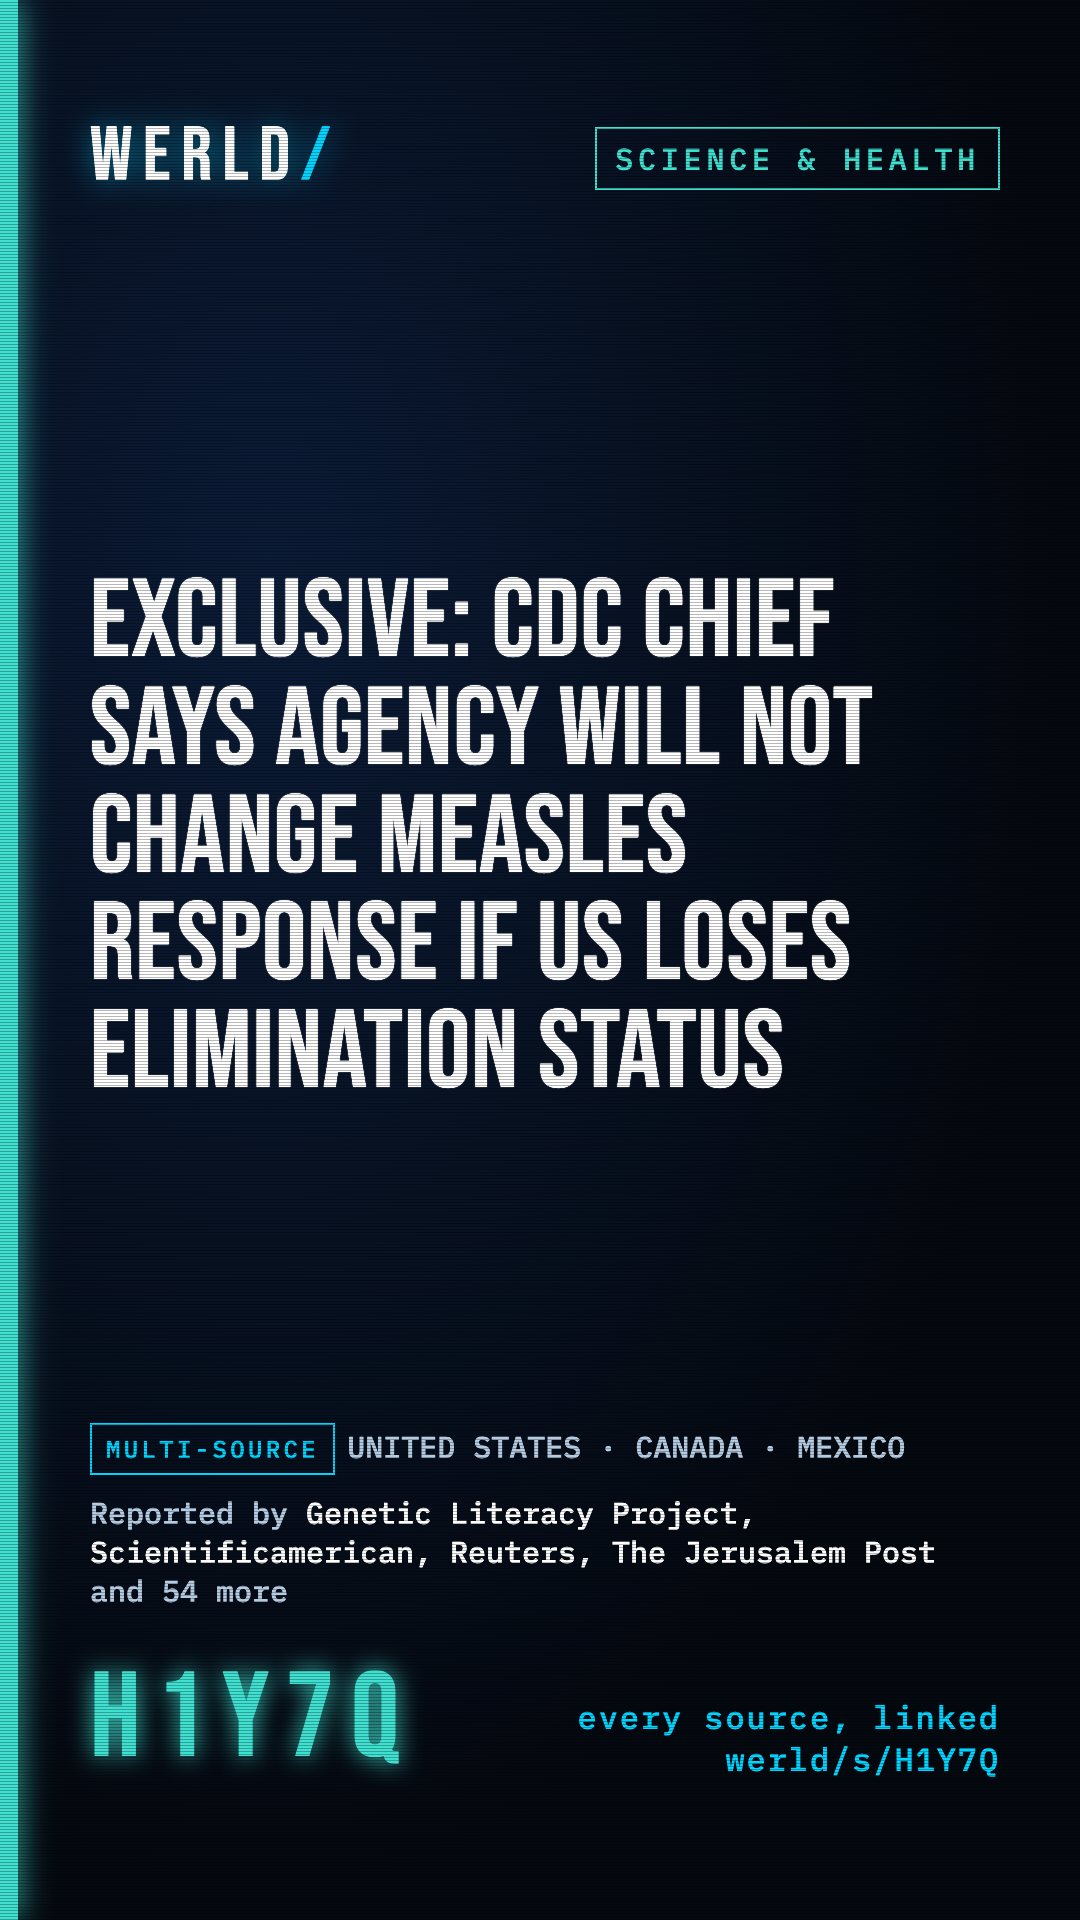 WERLD/
SCIENCE & HEALTH
EXCLUSIVE: CDC CHIEF
SAYS AGENCY WILL NOT
CHANGE MEASLES
RESPONSE IF US LOSES
ELIMINATION STATUS
MULTI-SOURCE UNITED STATES · CANADA · MEXICO
Reported by Genetic Literacy Project,
Scientificamerican, Reuters, The Jerusalem Post
and 54 more
H1Y7Q
every source, linked
werld/s/H1Y7Q